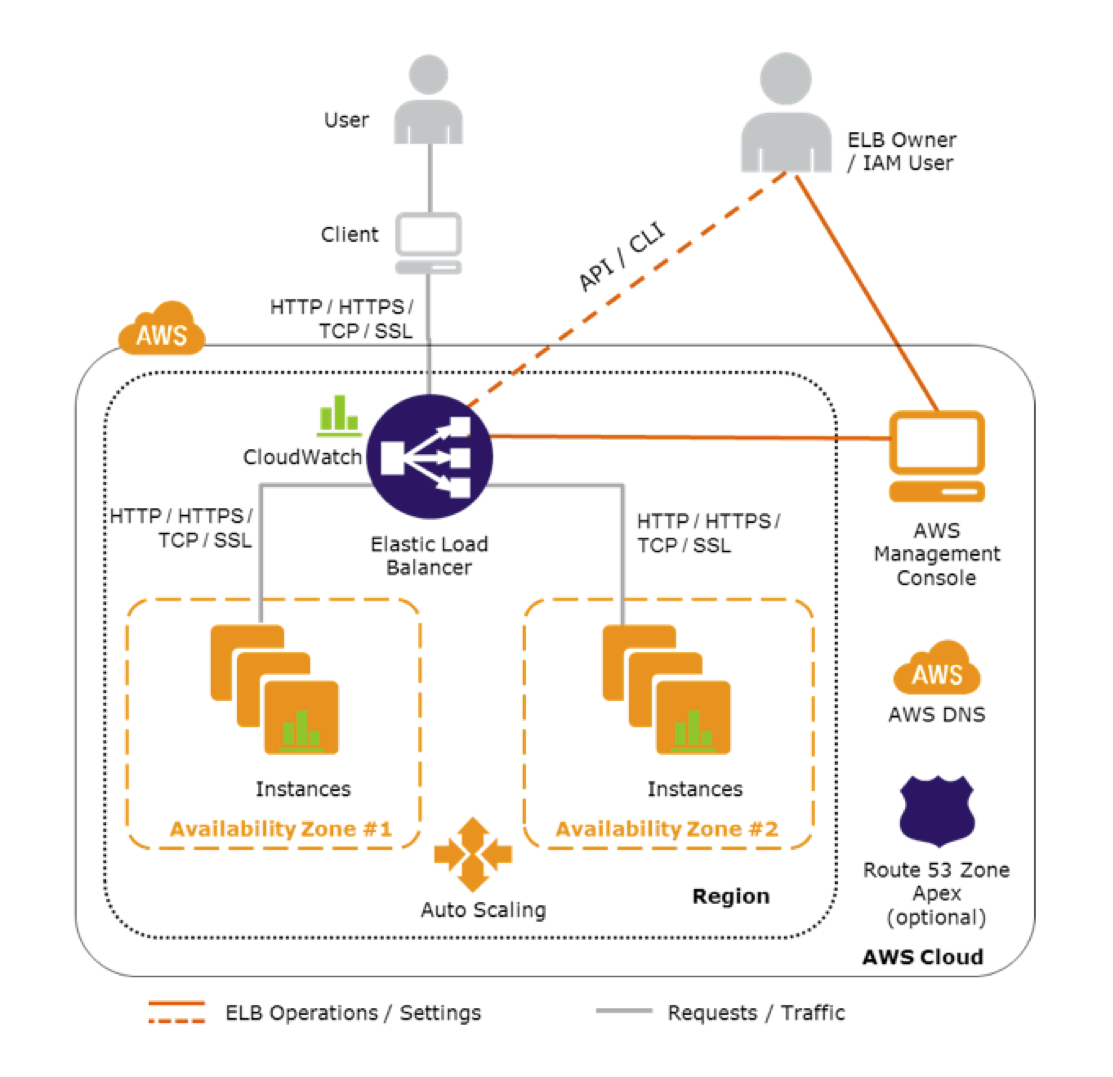 User
ELB Owner
/ IAM User
Client
API / CLI
HTTP / HTTPS /
TCP / SSL
AWS
CloudWatch
HTTP / HTTPS /
TCP / SSL
Elastic Load
Balancer
HTTP / HTTPS /
TCP / SSL
AWS
Management
Console
AWS
AWS DNS
Instances
Availability Zone #1
Instances
Availability Zone #2
Auto Scaling
Region
Route 53 Zone
Apex
(optional)
AWS Cloud
ELB Operations / Settings
Requests / Traffic